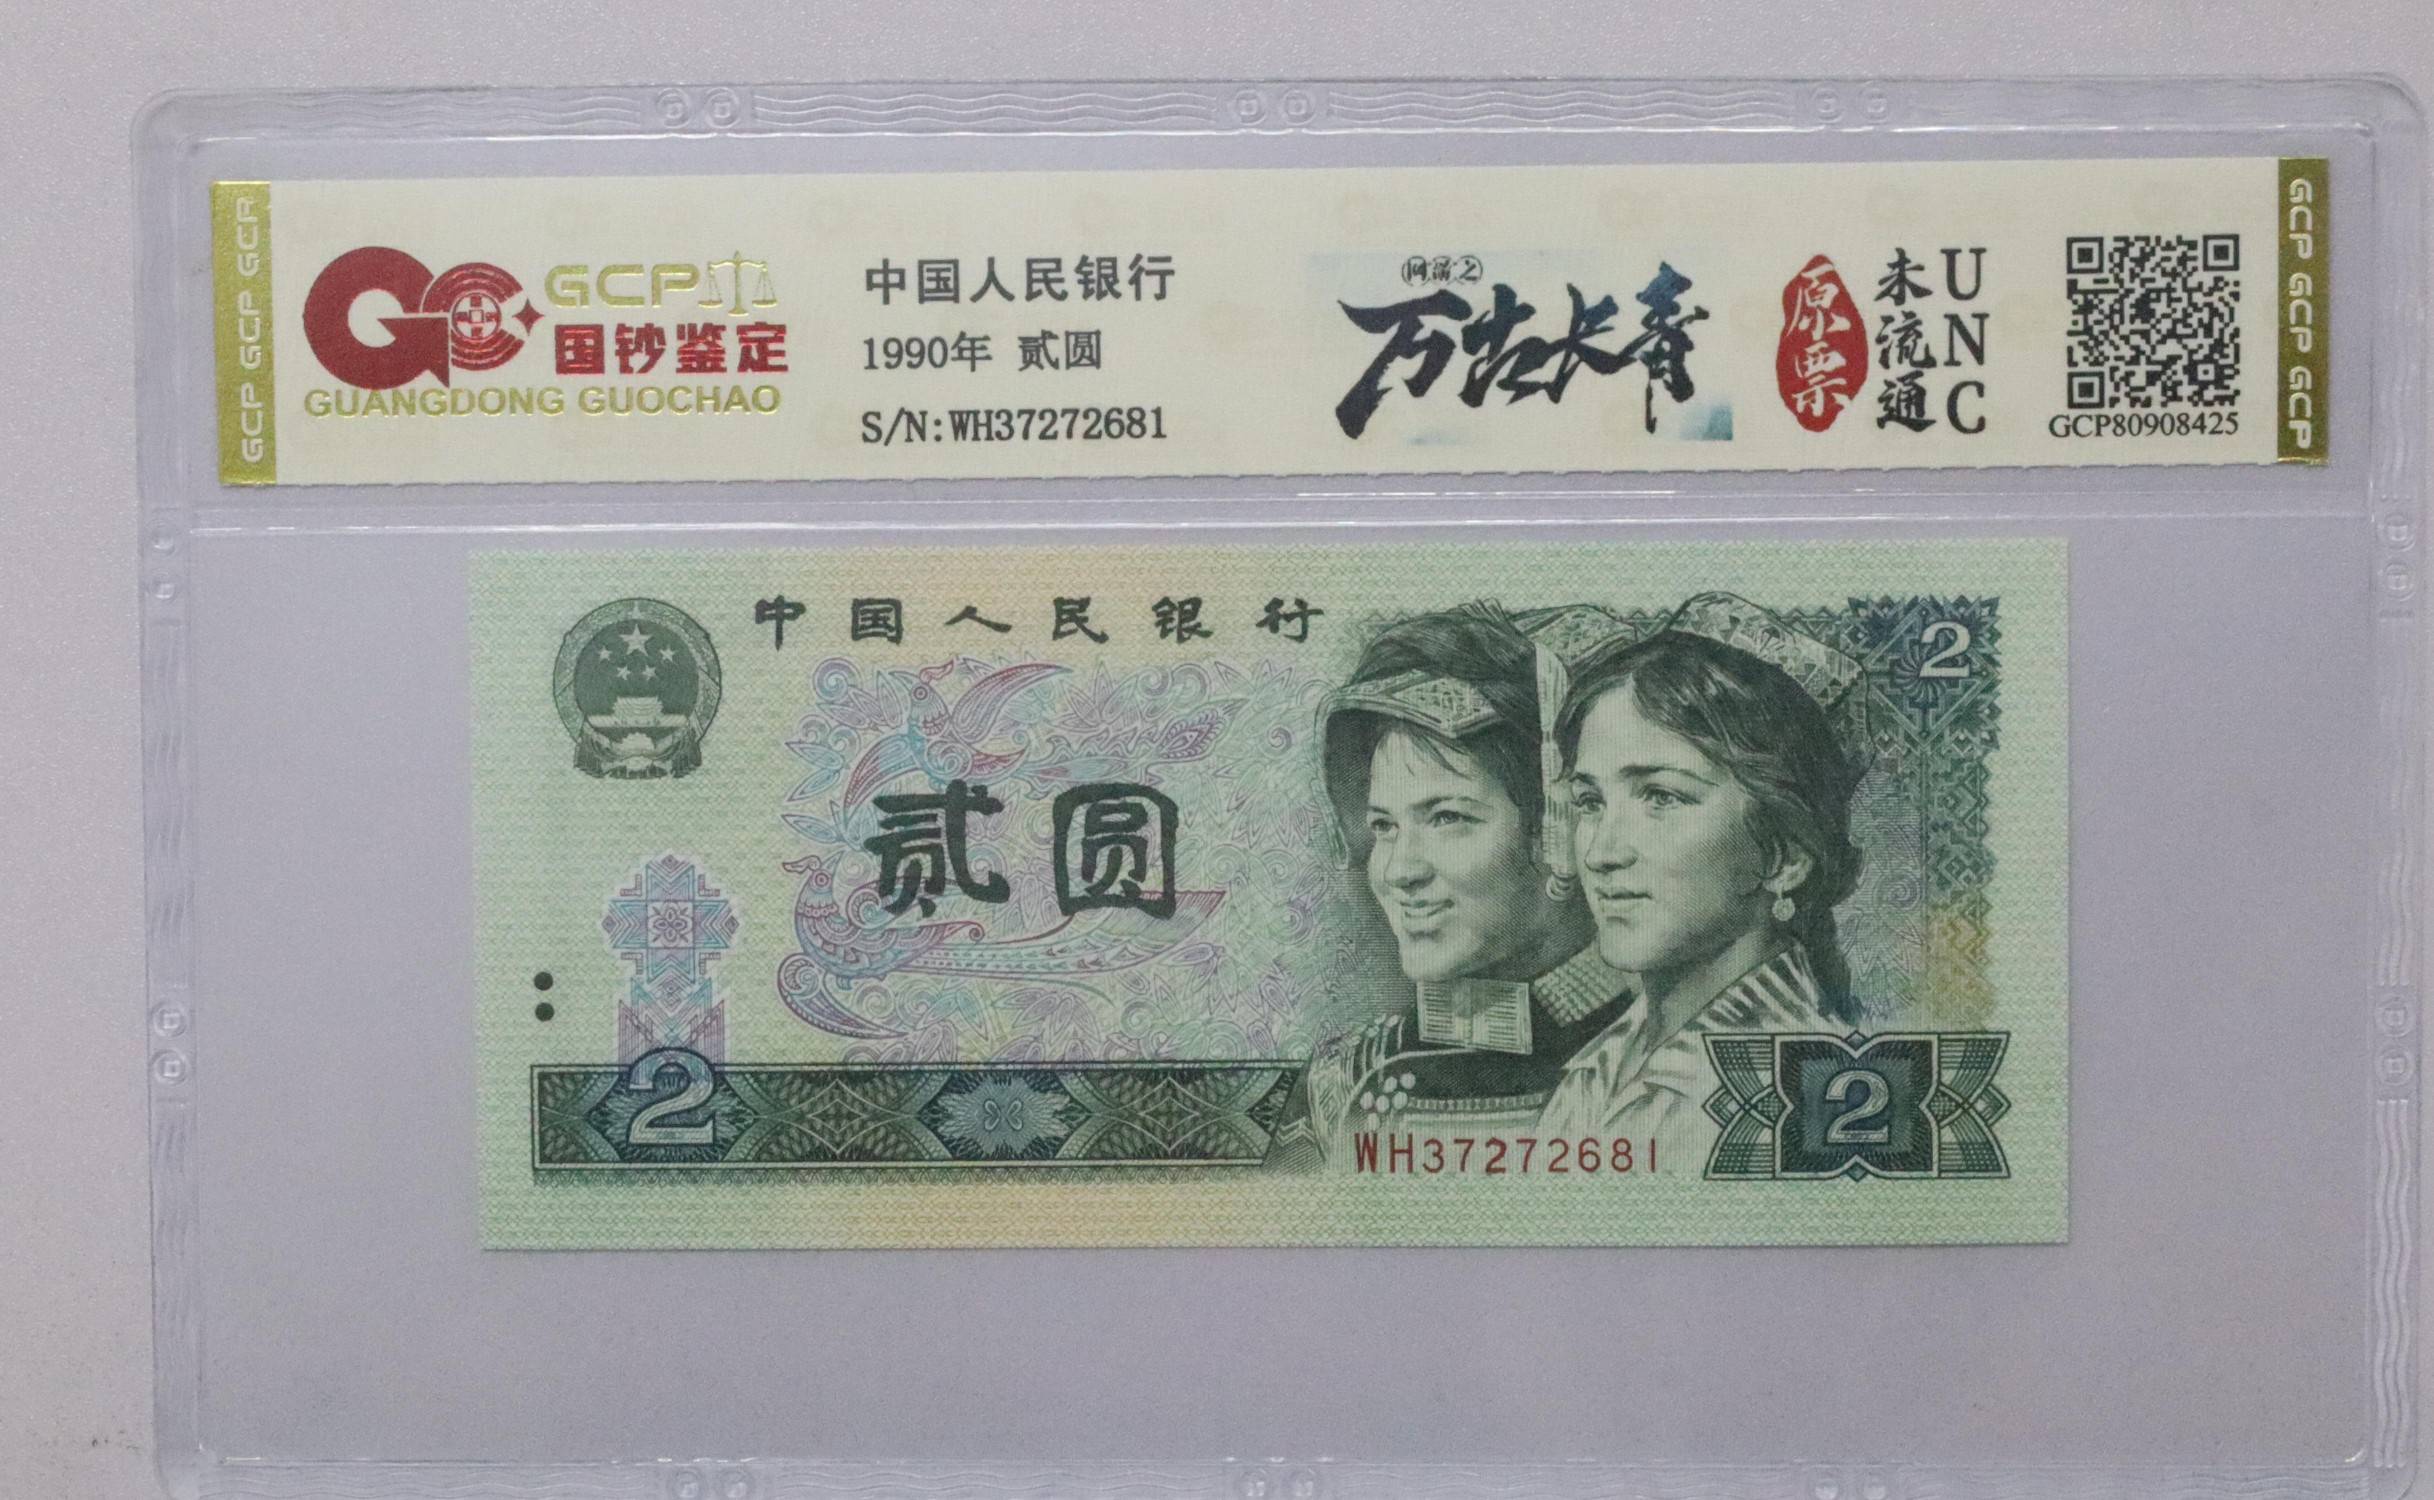 GCP GCP GCP
GCP
国钞鉴定
GUANGDONG GUOCHAO
中国人民银行
1990年 贰圆
S/N:WH37272681
万古长青
原票
未流通
UNC
GCP80908425
GCP GCP GCP
中国人民银行
2
贰圆
2
WH37272681
2